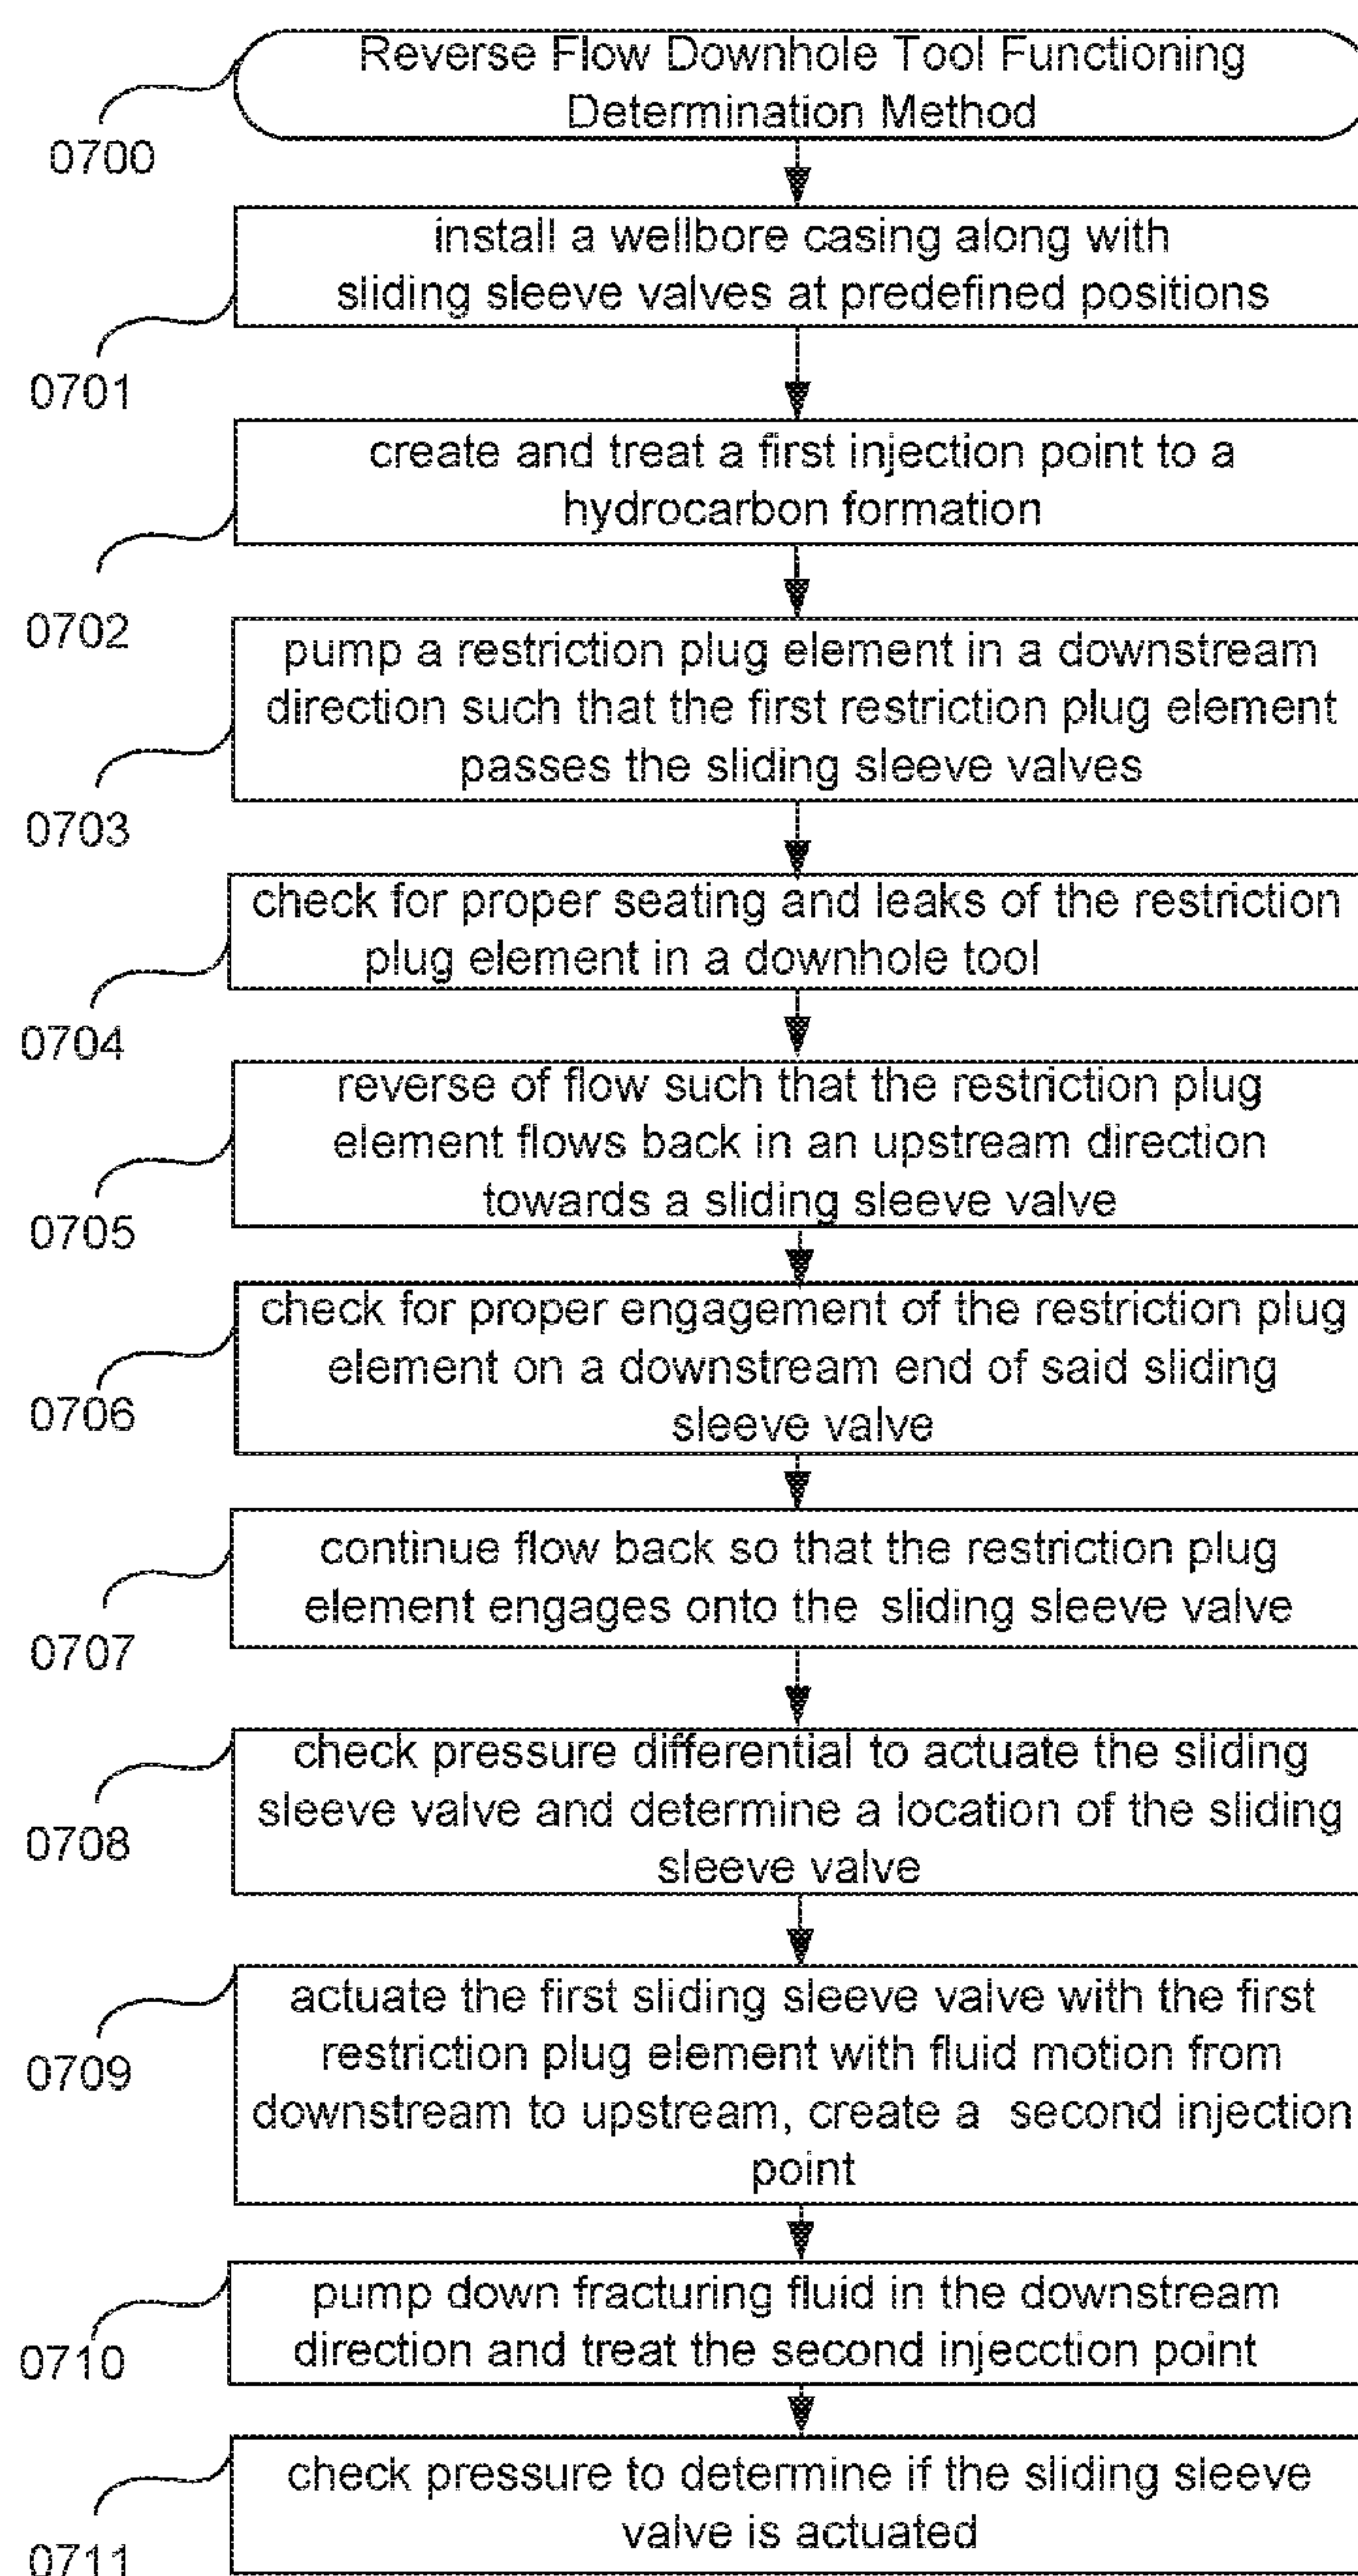 Reverse Flow Downhole Tool Functioning
Determination Method
0700
install a wellbore casing along with
sliding sleeve valves at predefined positions
0701
create and treat a first injection point to a
hydrocarbon formation
0702
pump a restriction plug element in a downstream
direction such that the first restriction plug element
passes the sliding sleeve valves
0703
check for proper seating and leaks of the restriction
plug element in a downhole tool
0704
reverse of flow such that the restriction plug
element flows back in an upstream direction
towards a sliding sleeve valve
0705
check for proper engagement of the restriction plug
element on a downstream end of said sliding
sleeve valve
0706
continue flow back so that the restriction plug
element engages onto the sliding sleeve valve
0707
check pressure differential to actuate the sliding
sleeve valve and determine a location of the sliding
sleeve valve
0708
actuate the first sliding sleeve valve with the first
restriction plug element with fluid motion from
downstream to upstream, create a second injection
point
0709
pump down fracturing fluid in the downstream
direction and treat the second injecction point
0710
check pressure to determine if the sliding sleeve
valve is actuated
0711